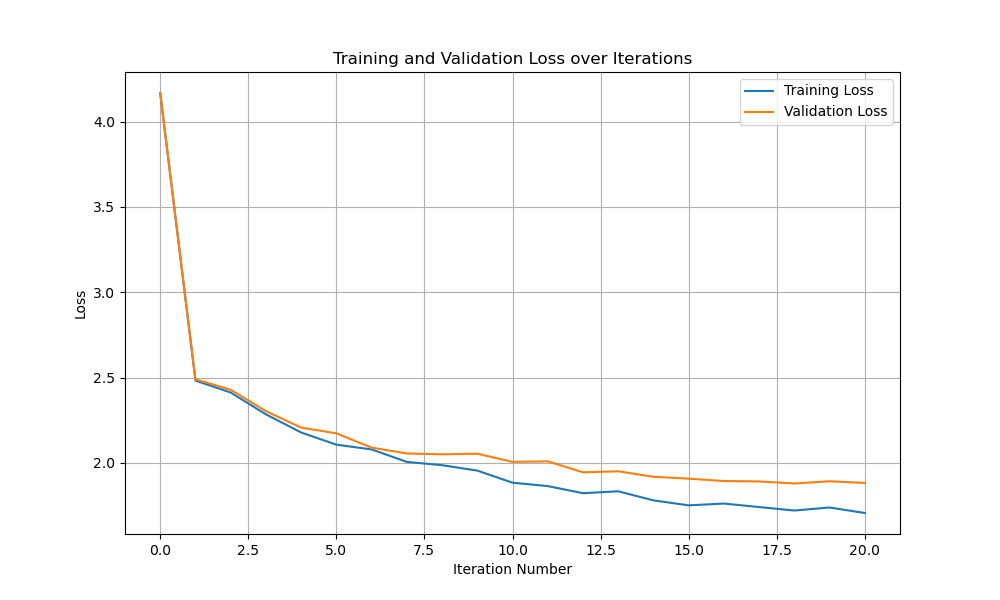 Training and Validation Loss over Iterations
Training Loss
Validation Loss
4.0
3.5
3.0
2.5
2.0
Loss
0.0 2.5 5.0 7.5 10.0 12.5 15.0 17.5 20.0
Iteration Number